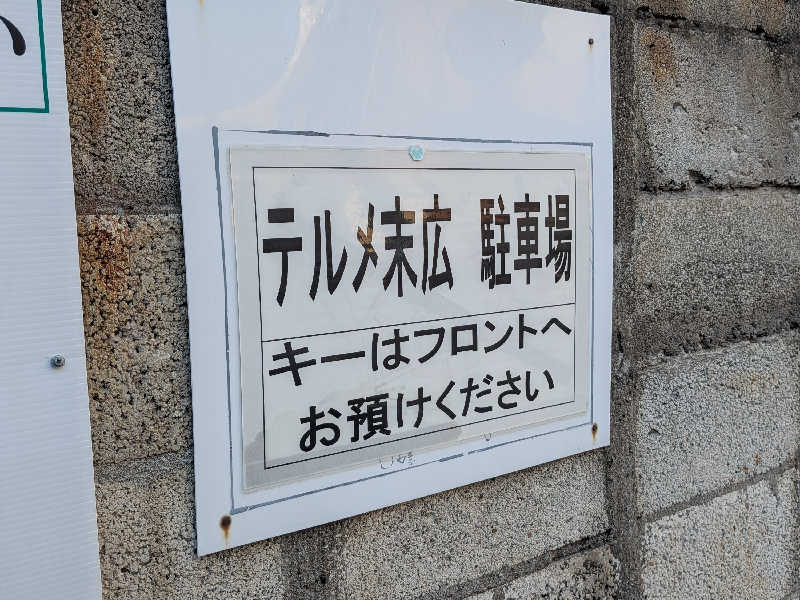 テルメ末広 駐車場
キーはフロントへ
お預けください